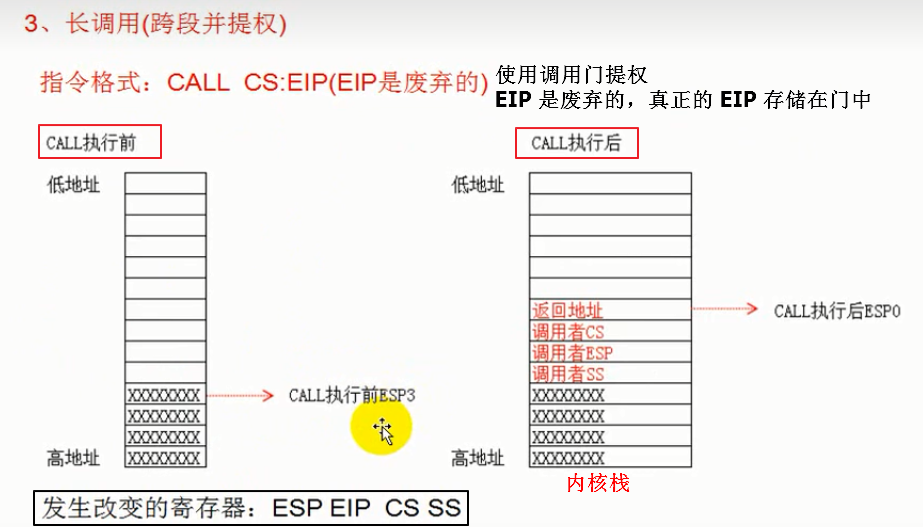 3、长调用(跨段并提权)
指令格式：CALL CS:EIP(EIP是废弃的)
使用调用门提权
EIP 是废弃的，真正的 EIP 存储在门中
CALL执行前
CALL执行后
低地址
低地址
返回地址
CALL执行后ESP0
调用者CS
调用者ESP
调用者SS
XXXXXXXX
CALL执行前ESP3
XXXXXXXX
XXXXXXXX
XXXXXXXX
XXXXXXXX
XXXXXXXX
高地址
XXXXXXXX
高地址
XXXXXXXX
内核栈
发生改变的寄存器：ESP EIP CS SS